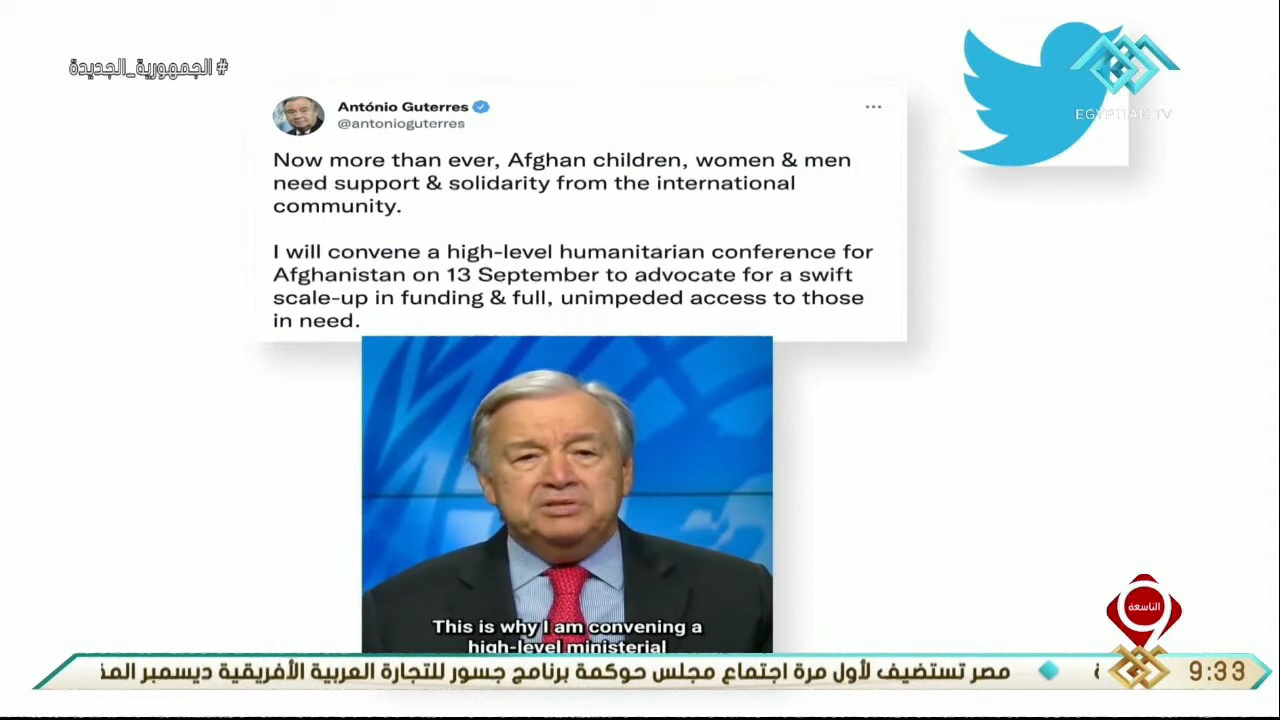 #الجمهورية_الجديدة
EGYPTIAN TV
António Guterres
@antonioguterres
Now more than ever, Afghan children, women & men
need support & solidarity from the international
community.
I will convene a high-level humanitarian conference for
Afghanistan on 13 September to advocate for a swift
scale-up in funding & full, unimpeded access to those
in need.
This is why I am convening a
high-level ministerial
التاسعة
9
مصر تستضيف لأول مرة اجتماع مجلس حوكمة برنامج جسور للتجارة العربية الأفريقية ديسمبر
9:33